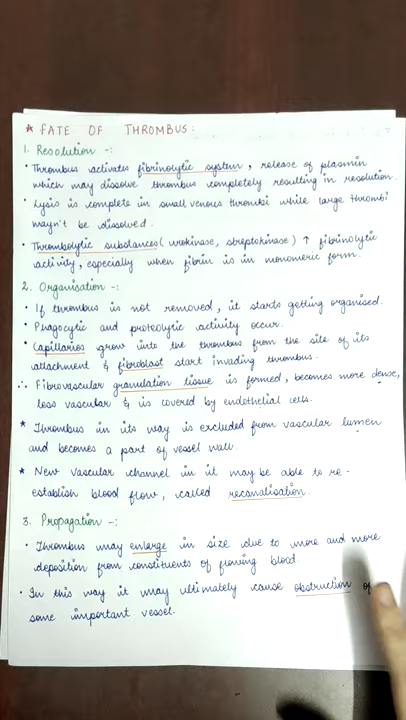 * FATE OF THROMBUS:
1. Resolution -:
• Thrombus activates fibrinolytic system, release of plasmin
which may dissolve thrombus completely resulting in resolution.
• Lysis is complete in small venous thrombi while large thrombi
mayn't be dissolved.
• Thrombolytic substances (urokinase, streptokinase) ↑ fibrinolytic
activity, especially when fibrin is in monomeric form.
2. Organisation -:
• If thrombus is not removed, it starts getting organised.
• Phagocytic and proteolytic activity occur.
• Capillaries grow into the thrombus from the site of its
attachment & fibroblast start invading thrombus.
∴ Fibrovascular granulation tissue is formed, becomes more dense,
less vascular & is covered by endothelial cells.
* Thrombus in its way is excluded from vascular lumen
and becomes a part of vessel wall.
* New vascular channel in it may be able to re-
establish blood flow, called recanalisation.
3. Propagation -:
• Thrombus may enlarge in size due to more and more
deposition from constituents of flowing blood.
• In this way it may ultimately cause obstruction of
some important vessel.